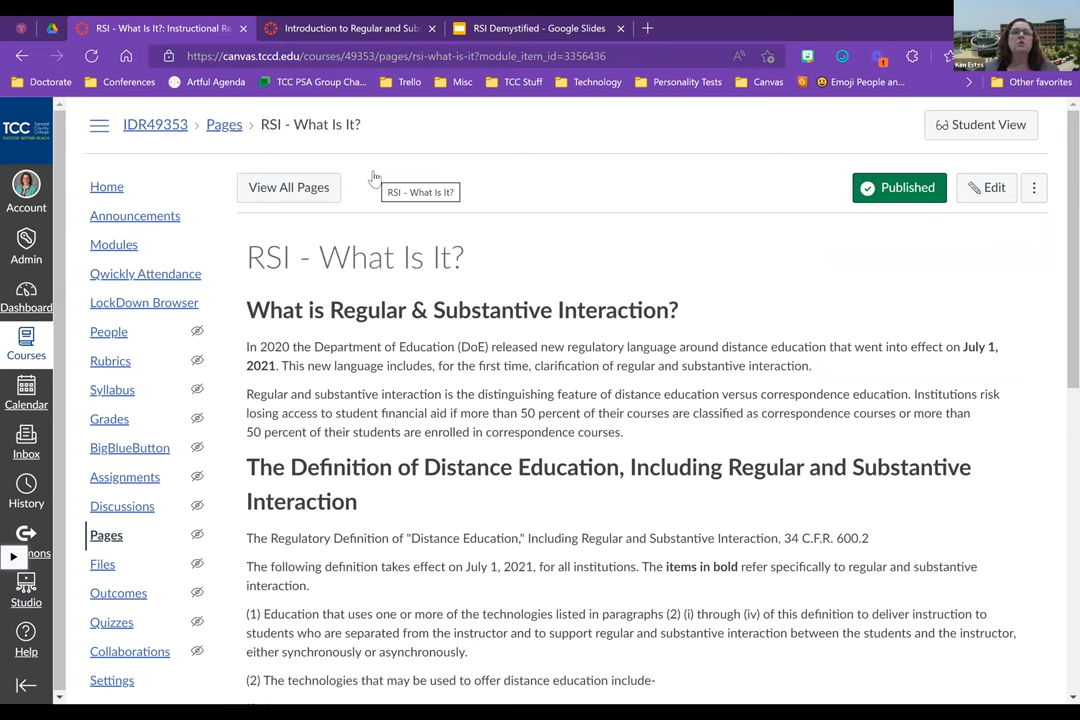 RSI - What Is It?: Instructional Re
Introduction to Regular and Sub
RSI Demystified - Google Slides
https://canvas.tccd.edu/courses/49353/pages/rsi-what-is-it?module_item_id=3356436
1
Kim Estes
Doctorate
Conferences
Artful Agenda
TCC PSA Group Cha...
Trello
Misc
TCC Stuff
Technology
Personality Tests
Canvas
Emoji People an...
Other favorites
TCC
Tarrant County College
SUCCESS WITHIN REACH
Account
Admin
Dashboard
Courses
Calendar
Inbox
History
mons
Studio
Help
IDR49353 > Pages > RSI - What Is It?
Student View
Home
Announcements
Modules
Qwickly Attendance
LockDown Browser
People
Rubrics
Syllabus
Grades
BigBlueButton
Assignments
Discussions
Pages
Files
Outcomes
Quizzes
Collaborations
Settings
View All Pages
RSI - What Is It?
Published
Edit
RSI - What Is It?
What is Regular & Substantive Interaction?
In 2020 the Department of Education (DoE) released new regulatory language around distance education that went into effect on July 1,
2021. This new language includes, for the first time, clarification of regular and substantive interaction.
Regular and substantive interaction is the distinguishing feature of distance education versus correspondence education. Institutions risk
losing access to student financial aid if more than 50 percent of their courses are classified as correspondence courses or more than
50 percent of their students are enrolled in correspondence courses.
The Definition of Distance Education, Including Regular and Substantive
Interaction
The Regulatory Definition of "Distance Education," Including Regular and Substantive Interaction, 34 C.F.R. 600.2
The following definition takes effect on July 1, 2021, for all institutions. The items in bold refer specifically to regular and substantive
interaction.
(1) Education that uses one or more of the technologies listed in paragraphs (2) (i) through (iv) of this definition to deliver instruction to
students who are separated from the instructor and to support regular and substantive interaction between the students and the instructor,
either synchronously or asynchronously.
(2) The technologies that may be used to offer distance education include-